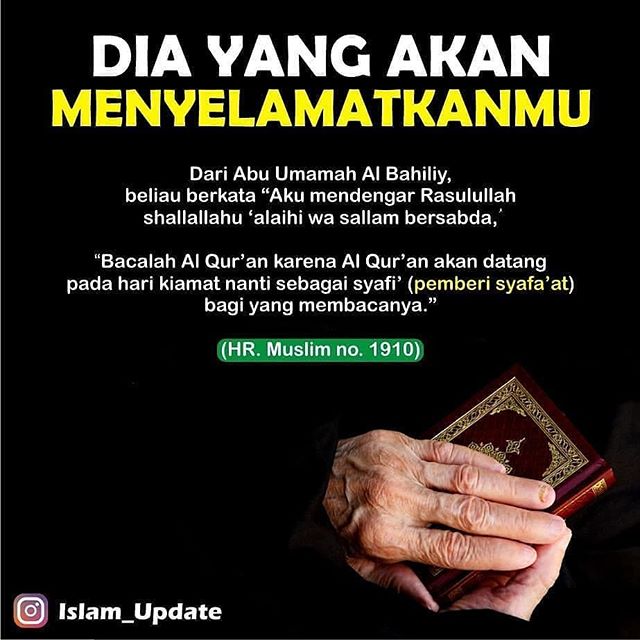 DIA YANG AKAN
MENYELAMATKANMU
Dari Abu Umamah Al Bahiliy,
beliau berkata “Aku mendengar Rasulullah
shallallahu ‘alaihi wa sallam bersabda,’
“Bacalah Al Qur’an karena Al Qur’an akan datang
pada hari kiamat nanti sebagai syafi’ (pemberi syafa’at)
bagi yang membacanya.”
(HR. Muslim no. 1910)
Islam_Update